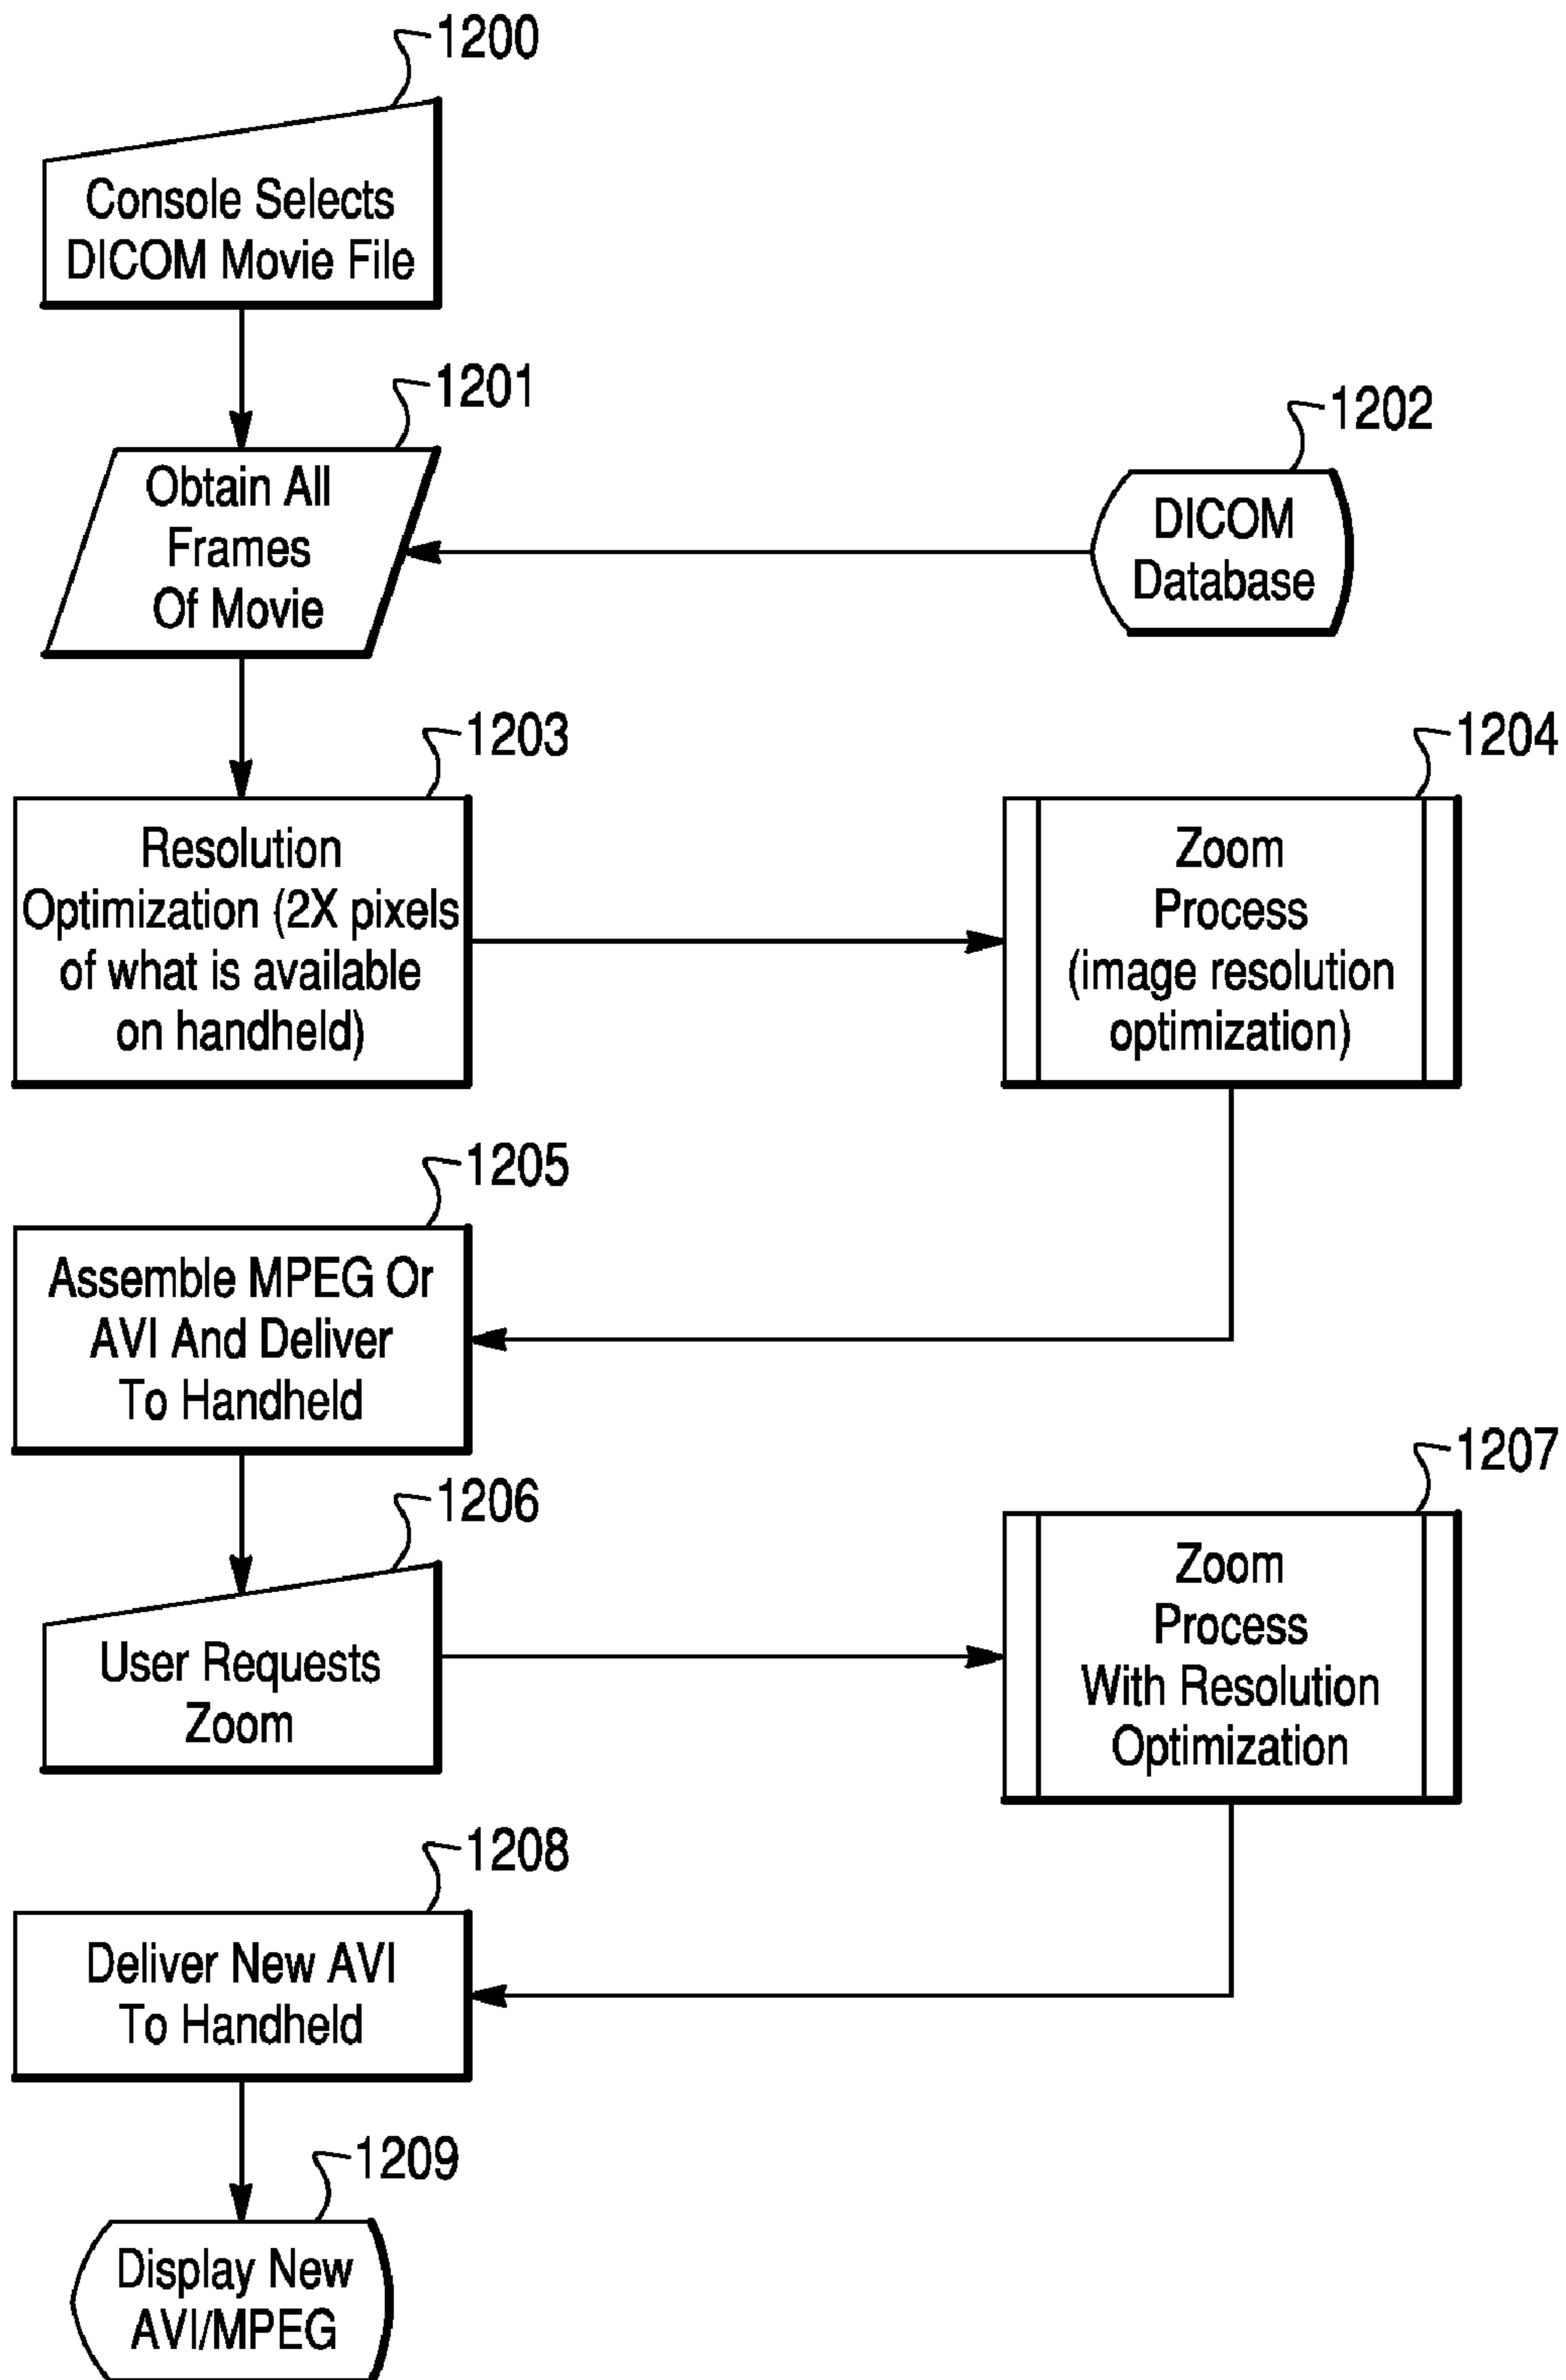 1200
Console Selects
DICOM Movie File
1201
Obtain All
Frames
Of Movie
1202
DICOM
Database
1203
Resolution
Optimization (2X pixels
of what is available
on handheld)
1204
Zoom
Process
(image resolution
optimization)
1205
Assemble MPEG Or
AVI And Deliver
To Handheld
1206
User Requests
Zoom
1207
Zoom
Process
With Resolution
Optimization
1208
Deliver New AVI
To Handheld
1209
Display New
AVI/MPEG